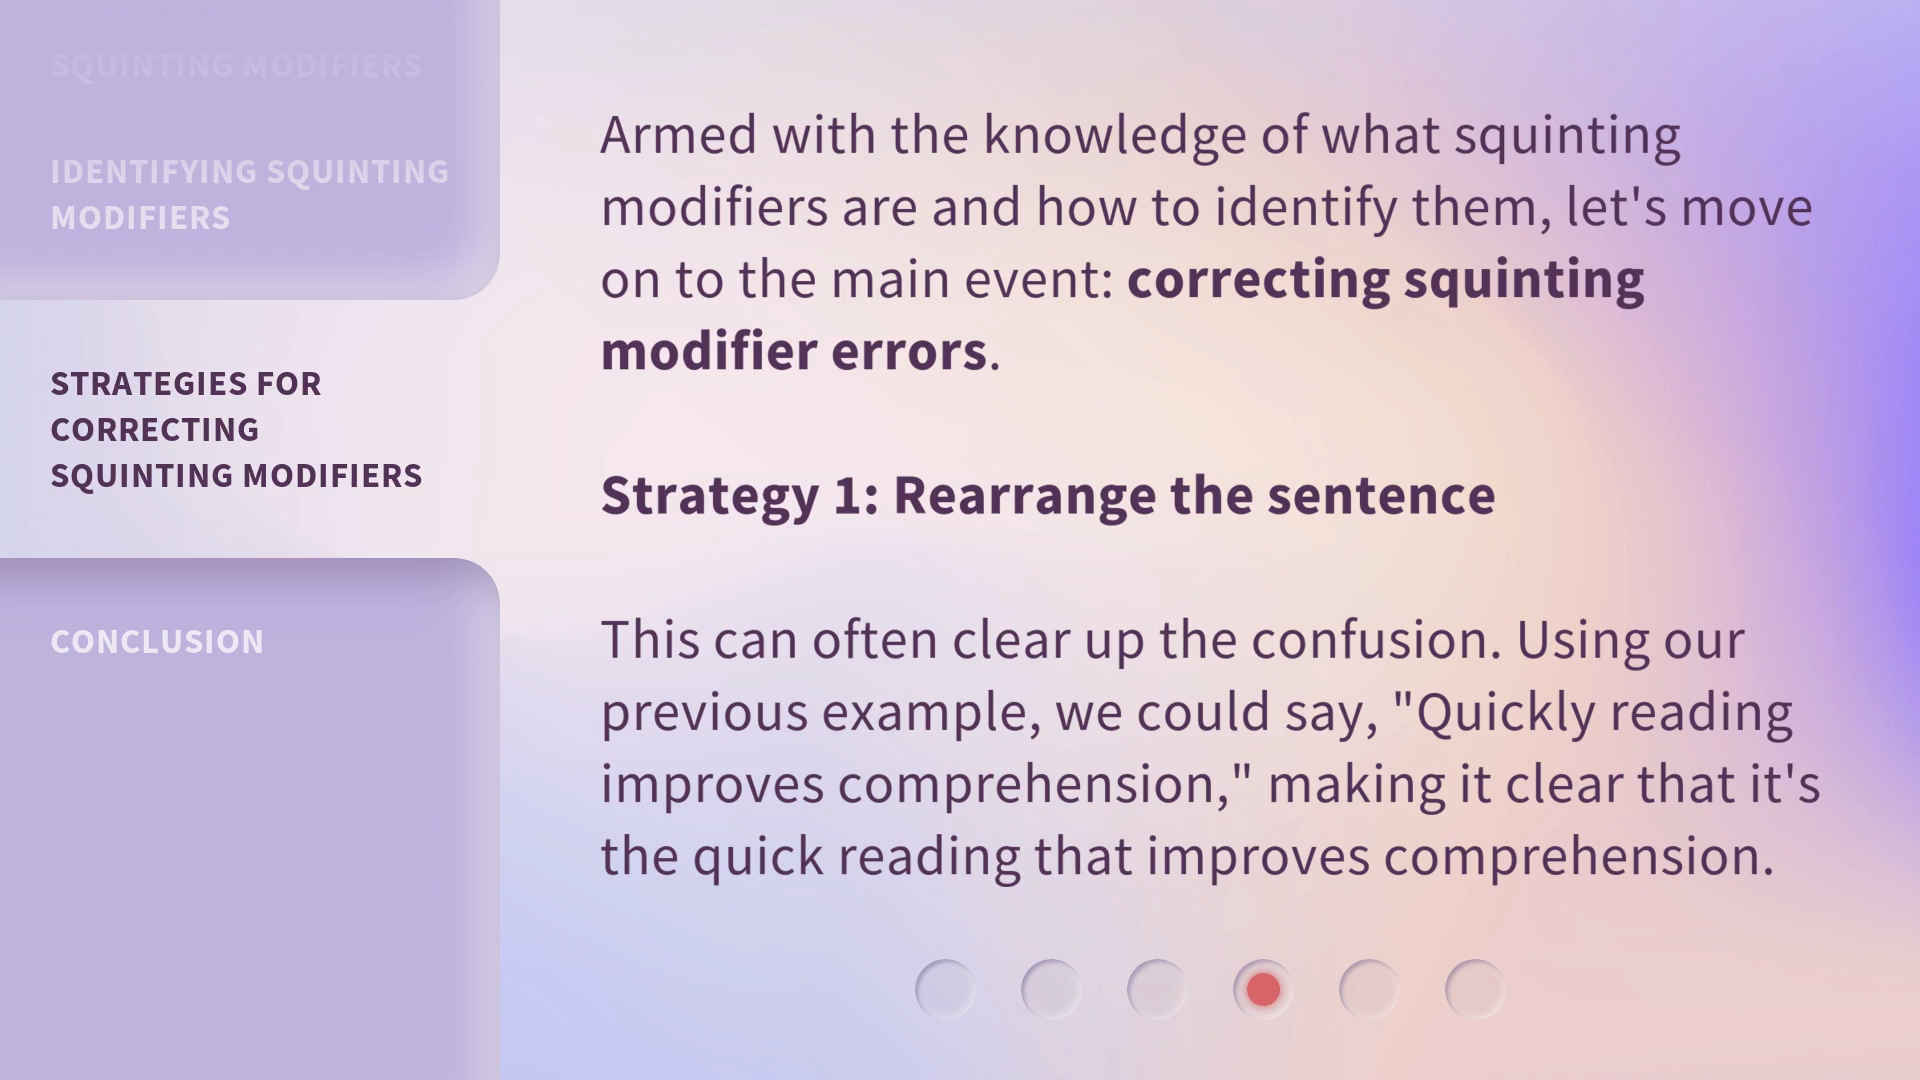 SQUINTING MODIFIERS
IDENTIFYING SQUINTING
MODIFIERS
STRATEGIES FOR
CORRECTING
SQUINTING MODIFIERS
CONCLUSION
Armed with the knowledge of what squinting
modifiers are and how to identify them, let's move
on to the main event: correcting squinting
modifier errors.
Strategy 1: Rearrange the sentence
This can often clear up the confusion. Using our
previous example, we could say, "Quickly reading
improves comprehension," making it clear that it's
the quick reading that improves comprehension.